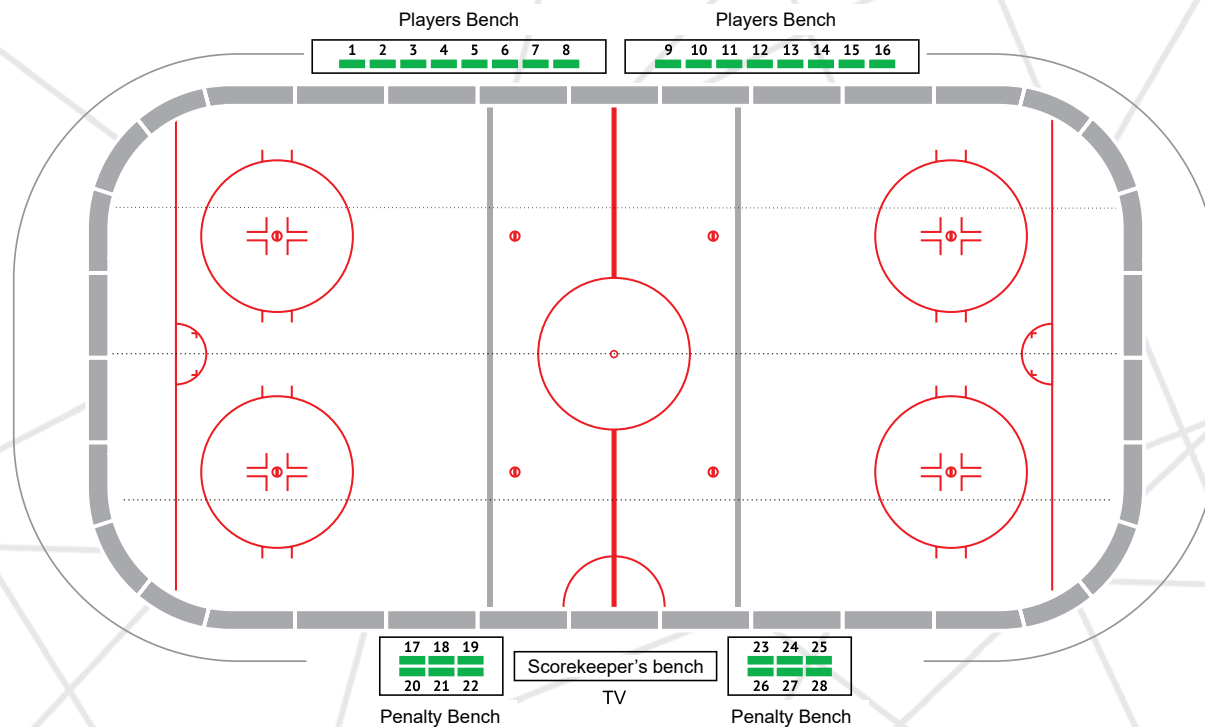 Players Bench Players Bench
1 2 3 4 5 6 7 8 9 10 11 12 13 14 15 16
17 18 19 23 24 25
Scorekeeper’s bench
20 21 22 26 27 28
TV
Penalty Bench Penalty Bench